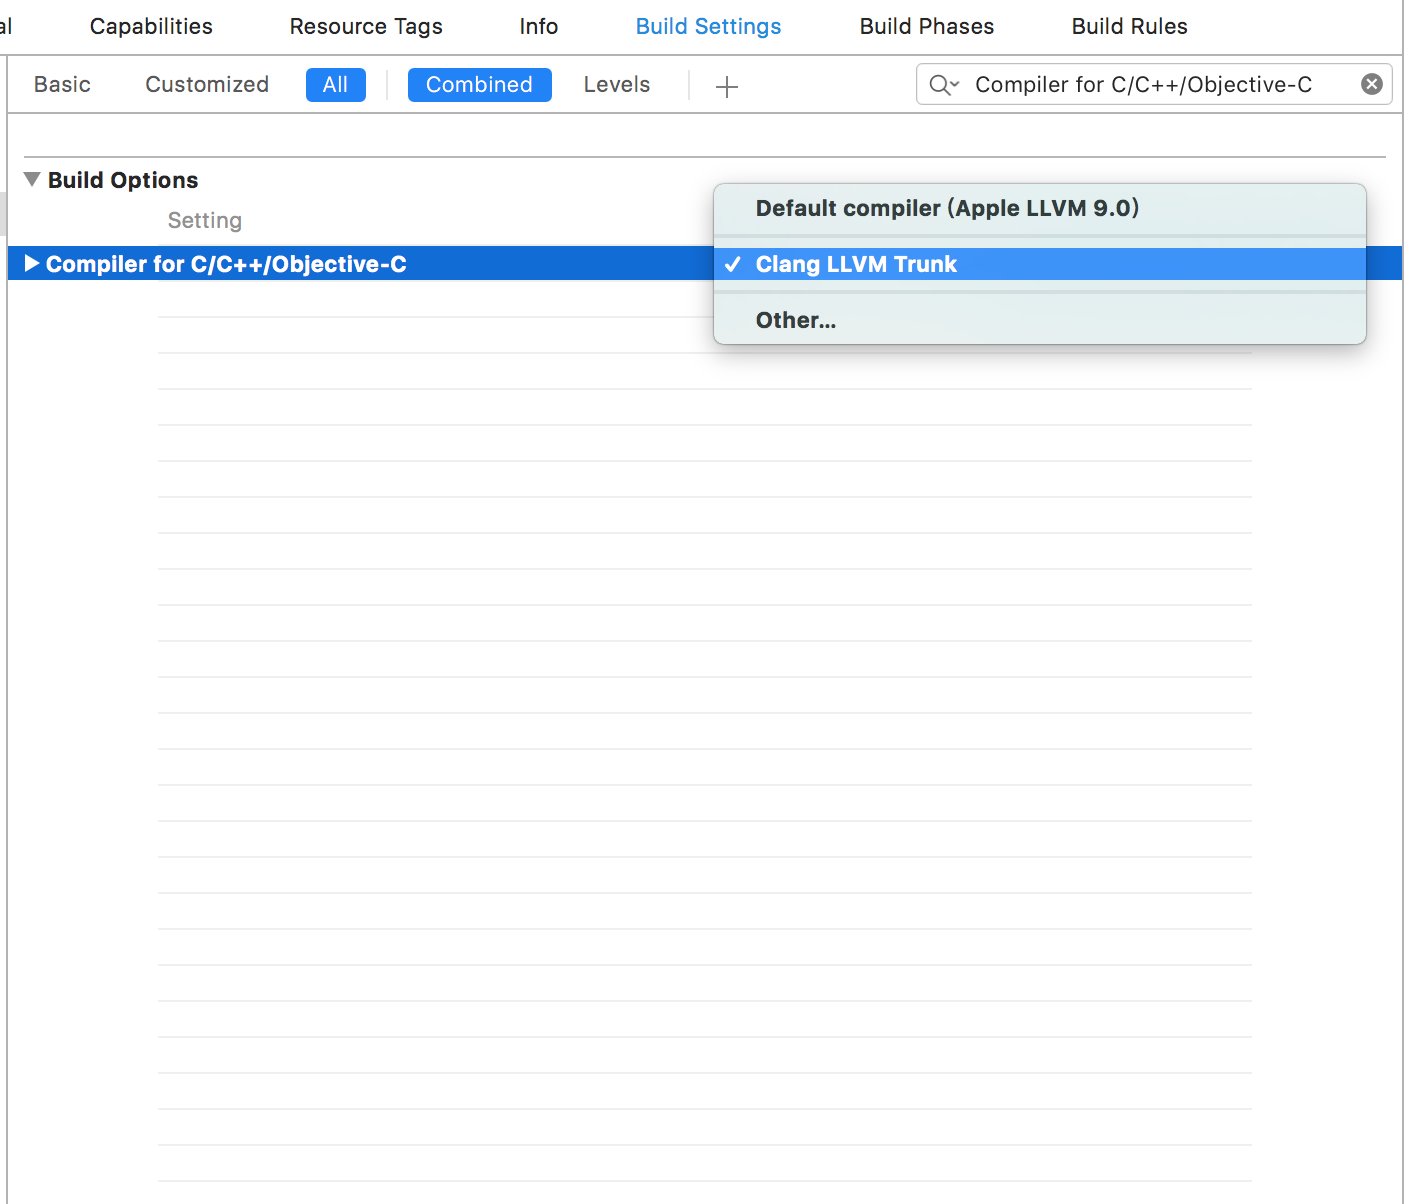 al Capabilities Resource Tags Info Build Settings Build Phases Build Rules
Basic Customized All Combined Levels + Compiler for C/C++/Objective-C
Build Options
Setting
Default compiler (Apple LLVM 9.0)
Compiler for C/C++/Objective-C ✓ Clang LLVM Trunk
Other...